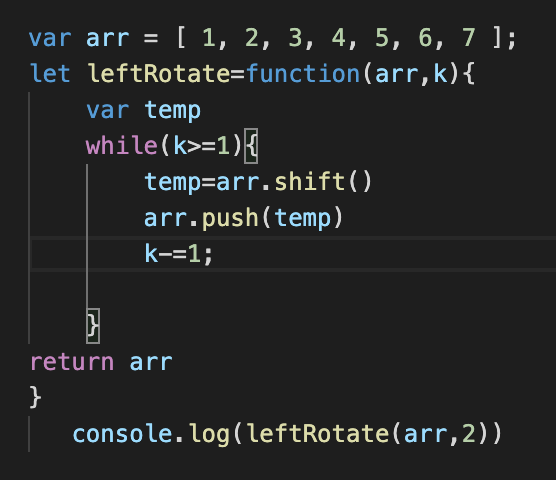 var arr = [ 1, 2, 3, 4, 5, 6, 7 ];
let leftRotate=function(arr,k){
    var temp
    while(k>=1){
        temp=arr.shift()
        arr.push(temp)
        k-=1;
    }
return arr
}
   console.log(leftRotate(arr,2))